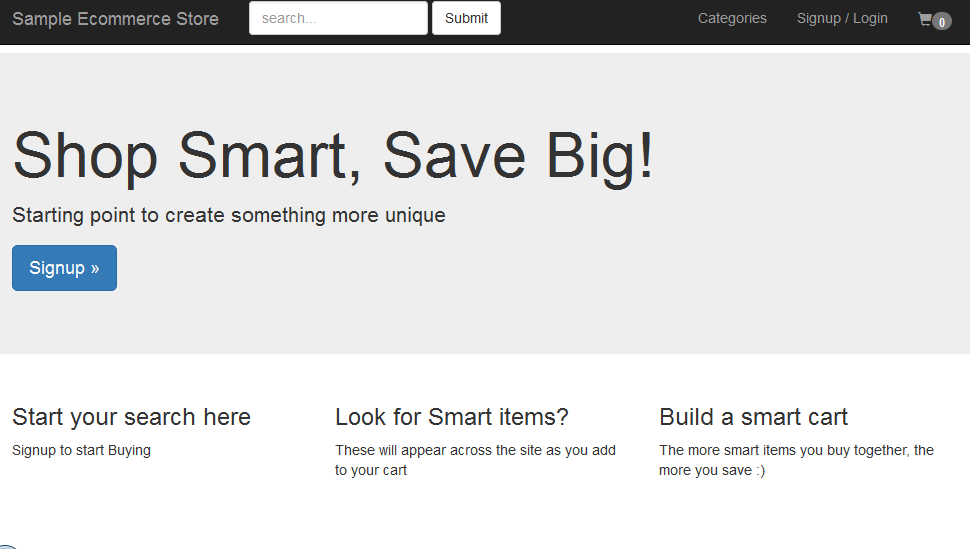 Sample Ecommerce Store
search...
Submit
Categories
Signup / Login
0
Shop Smart, Save Big!
Starting point to create something more unique
Signup »
Start your search here
Signup to start Buying
Look for Smart items?
These will appear across the site as you add
to your cart
Build a smart cart
The more smart items you buy together, the
more you save :)